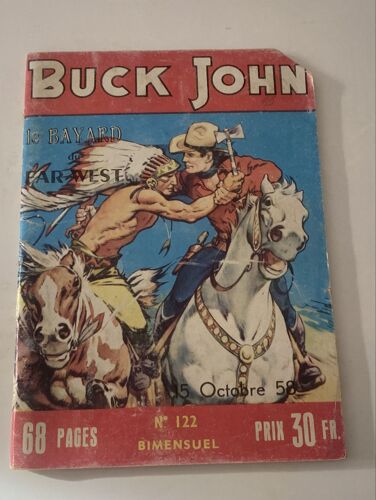 BUCK JOHN
le BAYARD
du
FAR-WEST
15 Octobre 58
68 PAGES
N° 122
BIMENSUEL
PRIX 30 FR.